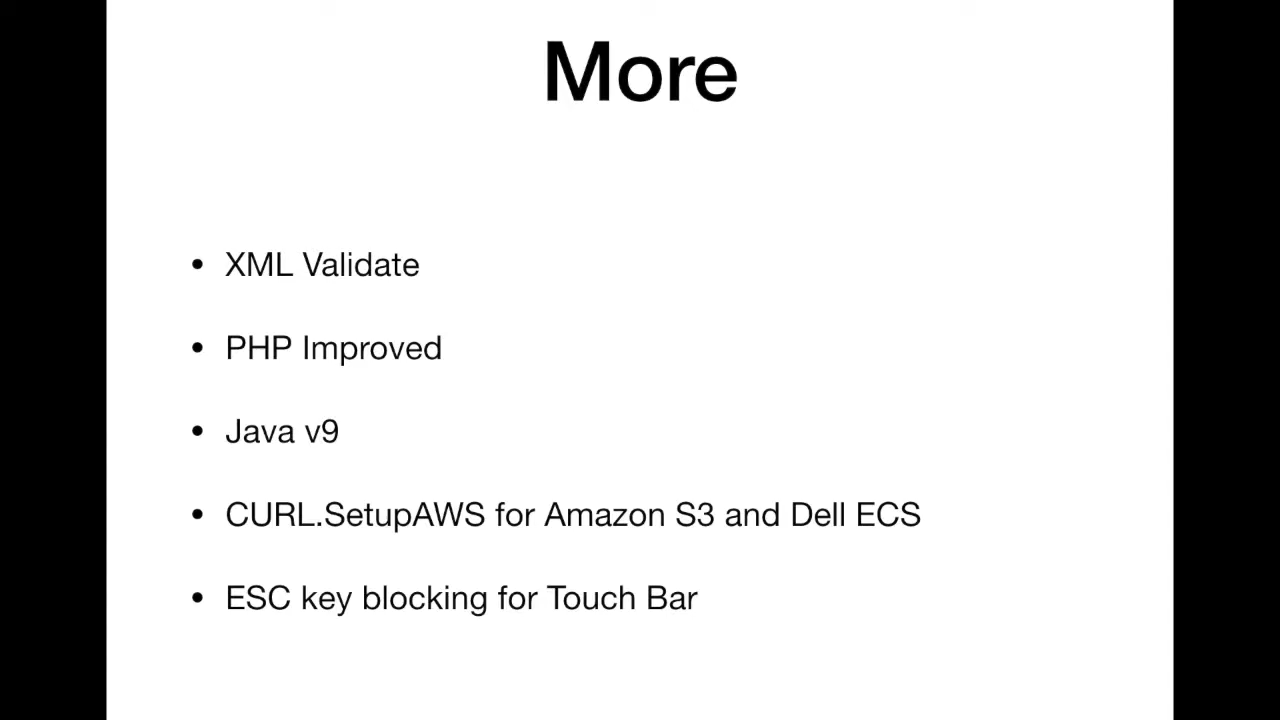 More
• XML Validate
• PHP Improved
• Java v9
• CURL.SetupAWS for Amazon S3 and Dell ECS
• ESC key blocking for Touch Bar